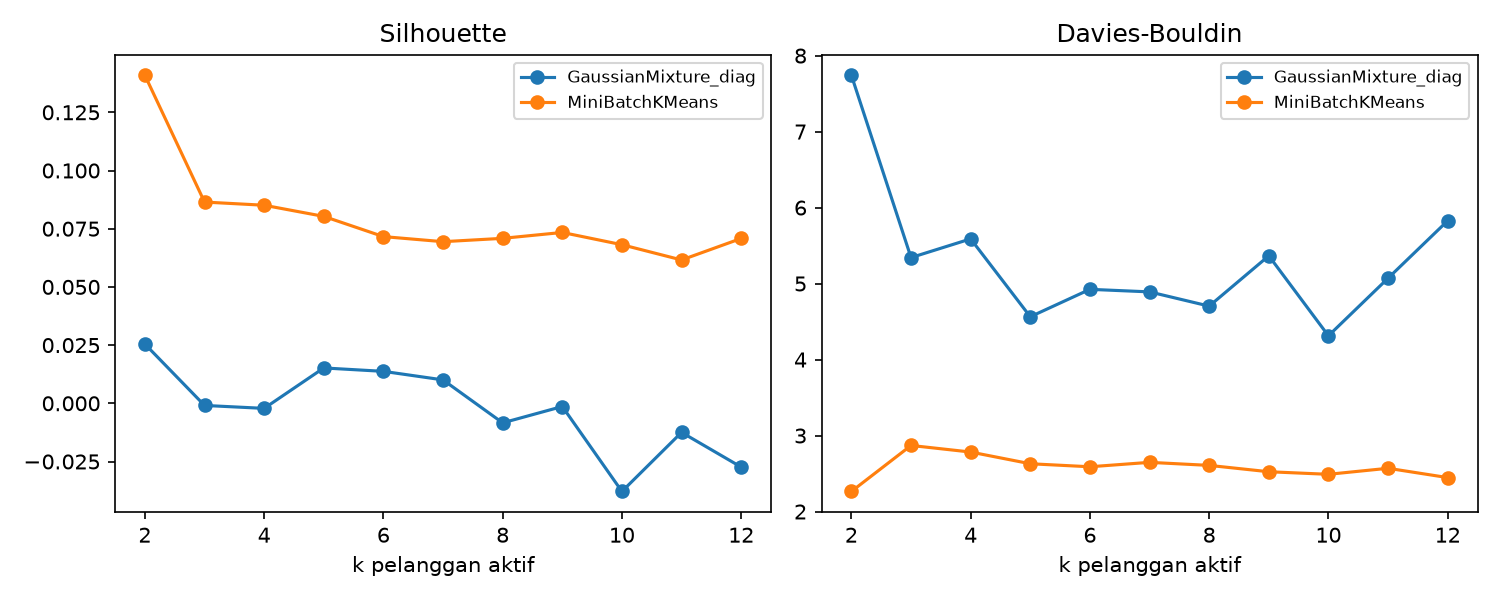 Silhouette
GaussianMixture_diag
MiniBatchKMeans
0.125
0.100
0.075
0.050
0.025
0.000
−0.025
2 4 6 8 10 12
k pelanggan aktif
Davies-Bouldin
GaussianMixture_diag
MiniBatchKMeans
8
7
6
5
4
3
2
2 4 6 8 10 12
k pelanggan aktif